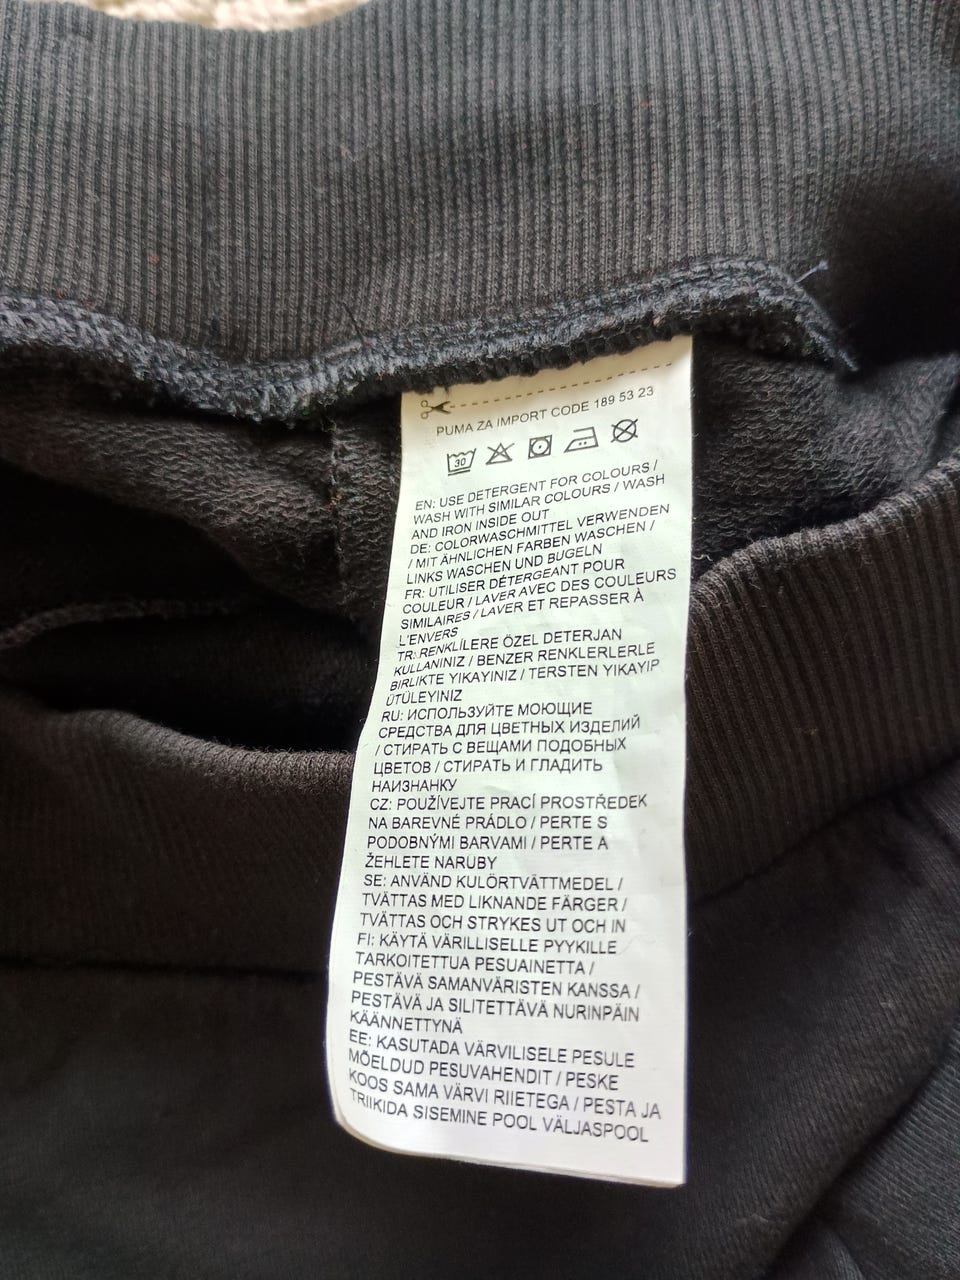 PUMA ZA IMPORT CODE 189 53 23
30
EN: USE DETERGENT FOR COLOURS /
WASH WITH SIMILAR COLOURS / WASH
AND IRON INSIDE OUT
DE: COLORWASCHMITTEL VERWENDEN
/ MIT ÄHNLICHEN FARBEN WASCHEN /
LINKS WASCHEN UND BUGELN
FR: UTILISER DÉTERGEANT POUR
COULEUR / LAVER AVEC DES COULEURS
SIMILAIRES / LAVER ET REPASSER À
L'ENVERS
TR: RENKLİLERE ÖZEL DETERJAN
KULLANINIZ / BENZER RENKLERLERLE
BIRLIKTE YIKAYINIZ / TERSTEN YIKAYIP
ÜTÜLEYINIZ
RU: ИСПОЛЬЗУЙТЕ МОЮЩИЕ
СРЕДСТВА ДЛЯ ЦВЕТНЫХ ИЗДЕЛИЙ
/ СТИРАТЬ С ВЕЩАМИ ПОДОБНЫХ
ЦВЕТОВ / СТИРАТЬ И ГЛАДИТЬ
НАИЗНАНКУ
CZ: POUŽÍVEJTE PRACÍ PROSTŘEDEK
NA BAREVNÉ PRÁDLO / PERTE S
PODOBNÝMI BARVAMI / PERTE A
ŽEHLETE NARUBY
SE: ANVÄND KULÖRTVÄTTMEDEL /
TVÄTTAS MED LIKNANDE FÄRGER /
TVÄTTAS OCH STRYKES UT OCH IN
FI: KÄYTÄ VÄRILLISELLE PYYKILLE
TARKOITETTUA PESUAINETTA /
PESTÄVÄ SAMANVÄRISTEN KANSSA /
PESTÄVÄ JA SILITETTÄVÄ NURINPÄIN
KÄÄNNETTYNÄ
EE: KASUTADA VÄRVILISELE PESULE
MÕELDUD PESUVAHENDIT / PESKE
KOOS SAMA VÄRVI RIIETEGA / PESTA JA
TRIIKIDA SISEMINE POOL VÄLJASPOOL